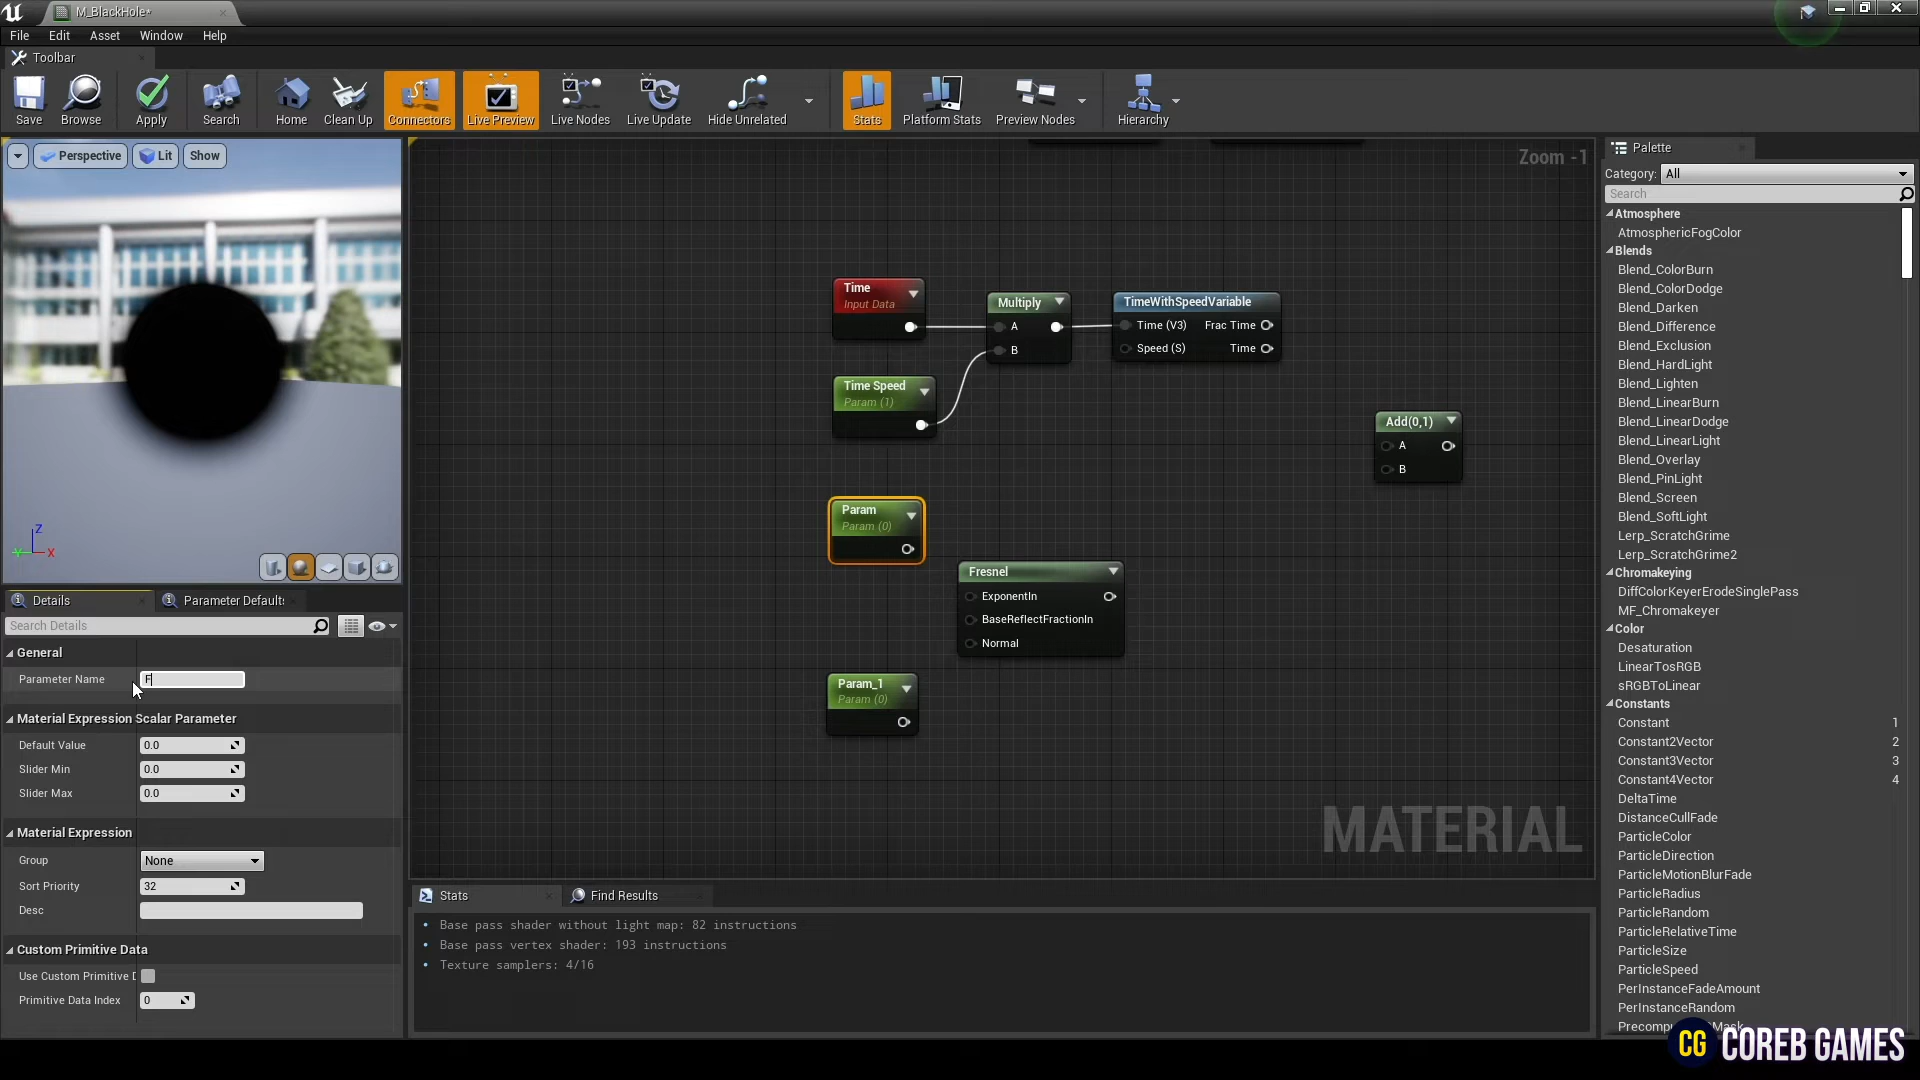 M_BlackHole*
File Edit Asset Window Help
Toolbar
Save Browse Apply Search Home Clean Up Connectors Live Preview Live Nodes Live Update Hide Unrelated Stats Platform Stats Preview Nodes Hierarchy
Perspective Lit Show
Z
Y X
Details Parameter Defaults
Search Details
General
Parameter Name F
Material Expression Scalar Parameter
Default Value 0.0
Slider Min 0.0
Slider Max 0.0
Material Expression
Group None
Sort Priority 32
Desc
Custom Primitive Data
Use Custom Primitive D
Primitive Data Index 0
Zoom -1
Time
Input Data
Multiply
A
B
TimeWithSpeedVariable
Time (V3) Frac Time
Speed (S) Time
Time Speed
Param (1)
Add(0,1)
A
B
Param
Param (0)
Fresnel
ExponentIn
BaseReflectFractionIn
Normal
Param_1
Param (0)
MATERIAL
Stats Find Results
Base pass shader without light map: 82 instructions
Base pass vertex shader: 193 instructions
Texture samplers: 4/16
Palette
Category: All
Search
Atmosphere
AtmosphericFogColor
Blends
Blend_ColorBurn
Blend_ColorDodge
Blend_Darken
Blend_Difference
Blend_Exclusion
Blend_HardLight
Blend_Lighten
Blend_LinearBurn
Blend_LinearDodge
Blend_LinearLight
Blend_Overlay
Blend_PinLight
Blend_Screen
Blend_SoftLight
Lerp_ScratchGrime
Lerp_ScratchGrime2
Chromakeying
DiffColorKeyerErodeSinglePass
MF_Chromakeyer
Color
Desaturation
LinearTosRGB
sRGBToLinear
Constants
Constant 1
Constant2Vector 2
Constant3Vector 3
Constant4Vector 4
DeltaTime
DistanceCullFade
ParticleColor
ParticleDirection
ParticleMotionBlurFade
ParticleRadius
ParticleRandom
ParticleRelativeTime
ParticleSize
ParticleSpeed
PerInstanceFadeAmount
PerInstanceRandom
CG COREB GAMES